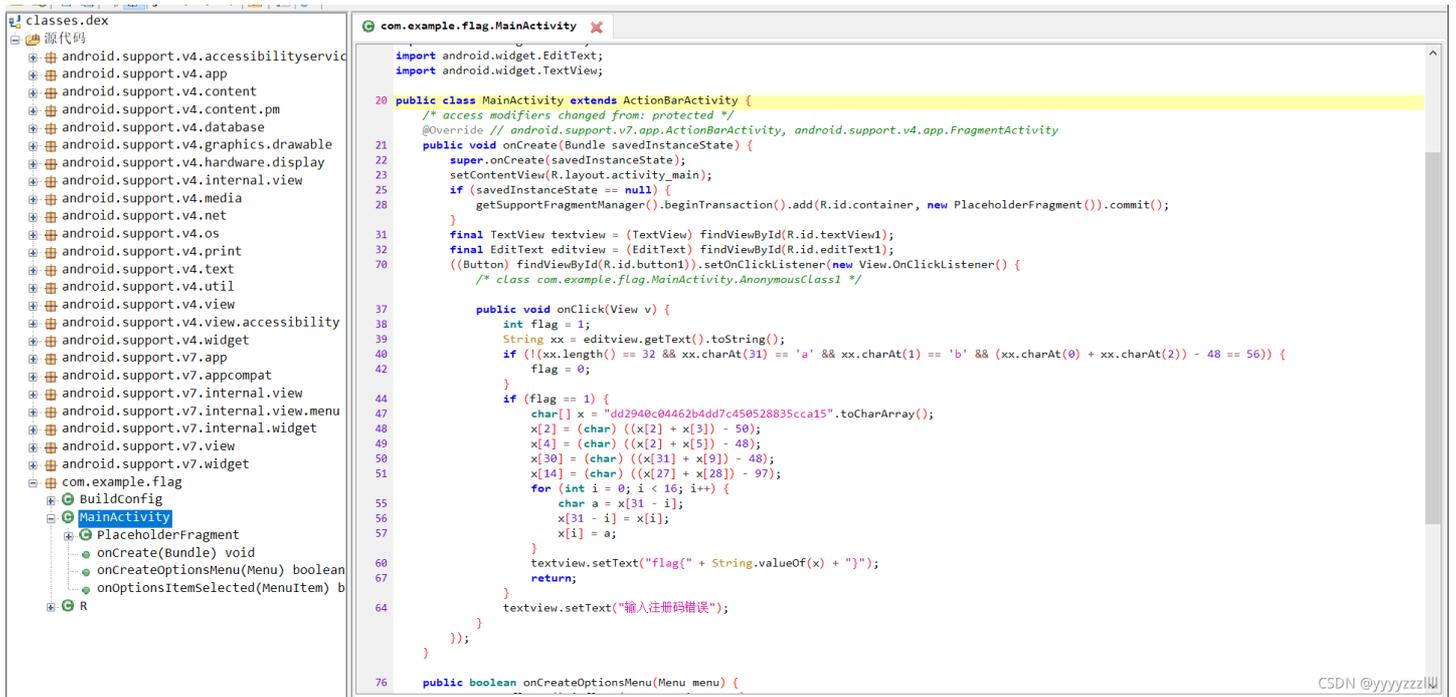 classes.dex
源代码
android.support.v4.accessibilityservic
android.support.v4.app
android.support.v4.content
android.support.v4.content.pm
android.support.v4.database
android.support.v4.graphics.drawable
android.support.v4.hardware.display
android.support.v4.internal.view
android.support.v4.media
android.support.v4.net
android.support.v4.os
android.support.v4.print
android.support.v4.text
android.support.v4.util
android.support.v4.view
android.support.v4.view.accessibility
android.support.v4.widget
android.support.v7.app
android.support.v7.appcompat
android.support.v7.internal.view
android.support.v7.internal.view.menu
android.support.v7.internal.widget
android.support.v7.view
android.support.v7.widget
com.example.flag
BuildConfig
MainActivity
PlaceholderFragment
onCreate(Bundle) void
onCreateOptionsMenu(Menu) boolean
onOptionsItemSelected(MenuItem) b
R
com.example.flag.MainActivity
import android.widget.EditText;
import android.widget.TextView;
20 public class MainActivity extends ActionBarActivity {
/* access modifiers changed from: protected */
@Override // android.support.v7.app.ActionBarActivity, android.support.v4.app.FragmentActivity
21 public void onCreate(Bundle savedInstanceState) {
22 super.onCreate(savedInstanceState);
23 setContentView(R.layout.activity_main);
25 if (savedInstanceState == null) {
28 getSupportFragmentManager().beginTransaction().add(R.id.container, new PlaceholderFragment()).commit();
}
31 final TextView textview = (TextView) findViewById(R.id.textView1);
32 final EditText editview = (EditText) findViewById(R.id.editText1);
70 ((Button) findViewById(R.id.button1)).setOnClickListener(new View.OnClickListener() {
/* class com.example.flag.MainActivity.AnonymousClass1 */
37 public void onClick(View v) {
38 int flag = 1;
39 String xx = editview.getText().toString();
40 if (!(xx.length() == 32 && xx.charAt(31) == 'a' && xx.charAt(1) == 'b' && (xx.charAt(0) + xx.charAt(2)) - 48 == 56)) {
42 flag = 0;
}
44 if (flag == 1) {
47 char[] x = "dd2940c04462b4dd7c450528835cca15".toCharArray();
48 x[2] = (char) ((x[2] + x[3]) - 50);
49 x[4] = (char) ((x[2] + x[5]) - 48);
50 x[30] = (char) ((x[31] + x[9]) - 48);
51 x[14] = (char) ((x[27] + x[28]) - 97);
for (int i = 0; i < 16; i++) {
55 char a = x[31 - i];
56 x[31 - i] = x[i];
57 x[i] = a;
}
60 textview.setText("flag{" + String.valueOf(x) + "}");
67 return;
}
64 textview.setText("输入注册码错误");
}
});
}
76 public boolean onCreateOptionsMenu(Menu menu) {